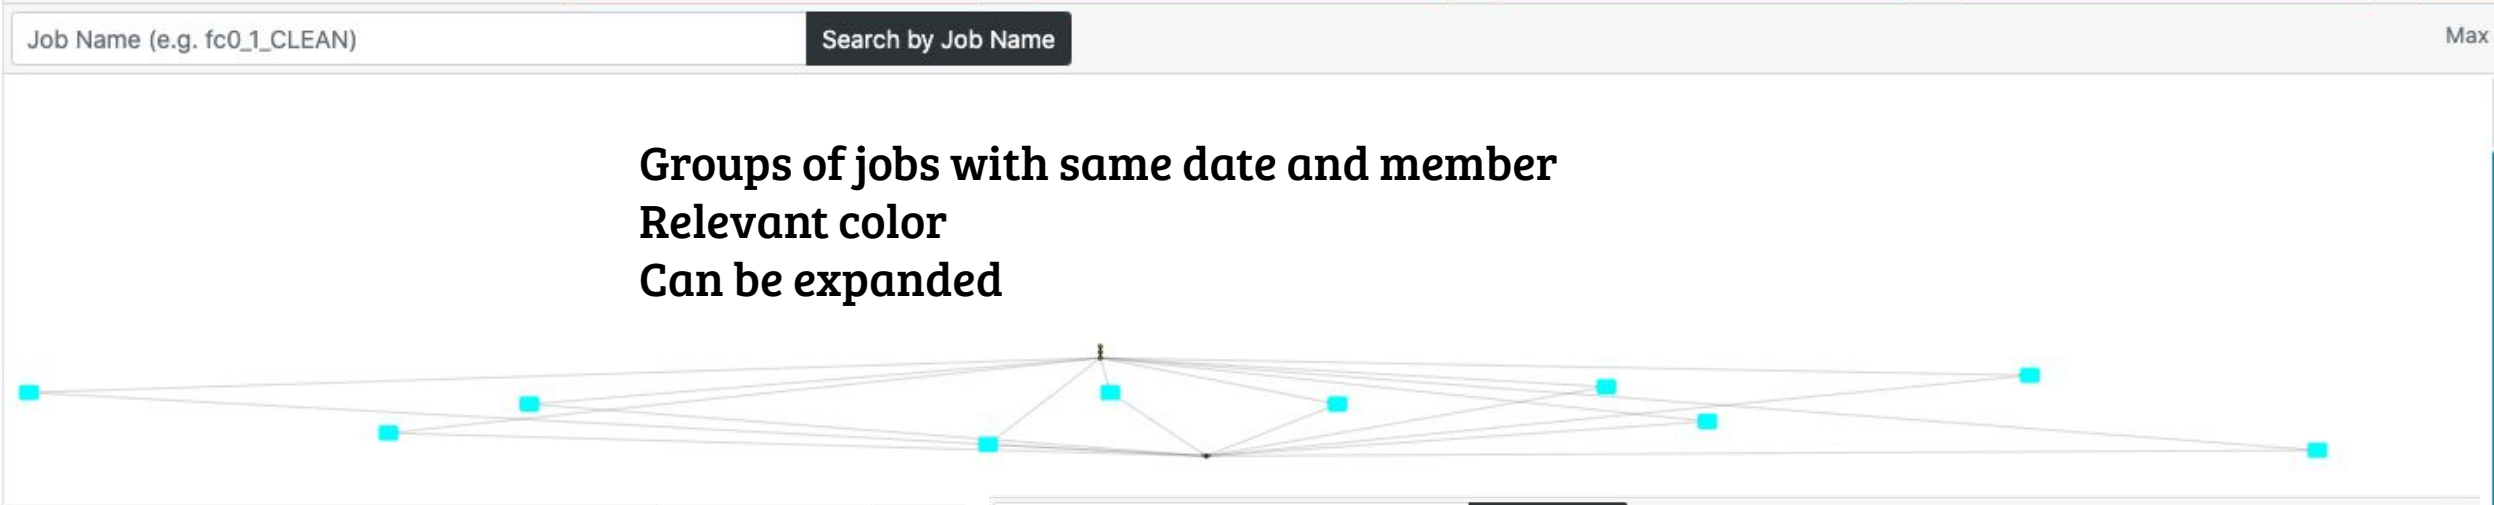 Job Name (e.g. fc0_1_CLEAN) Search by Job Name Max
Groups of jobs with same date and member
Relevant color
Can be expanded